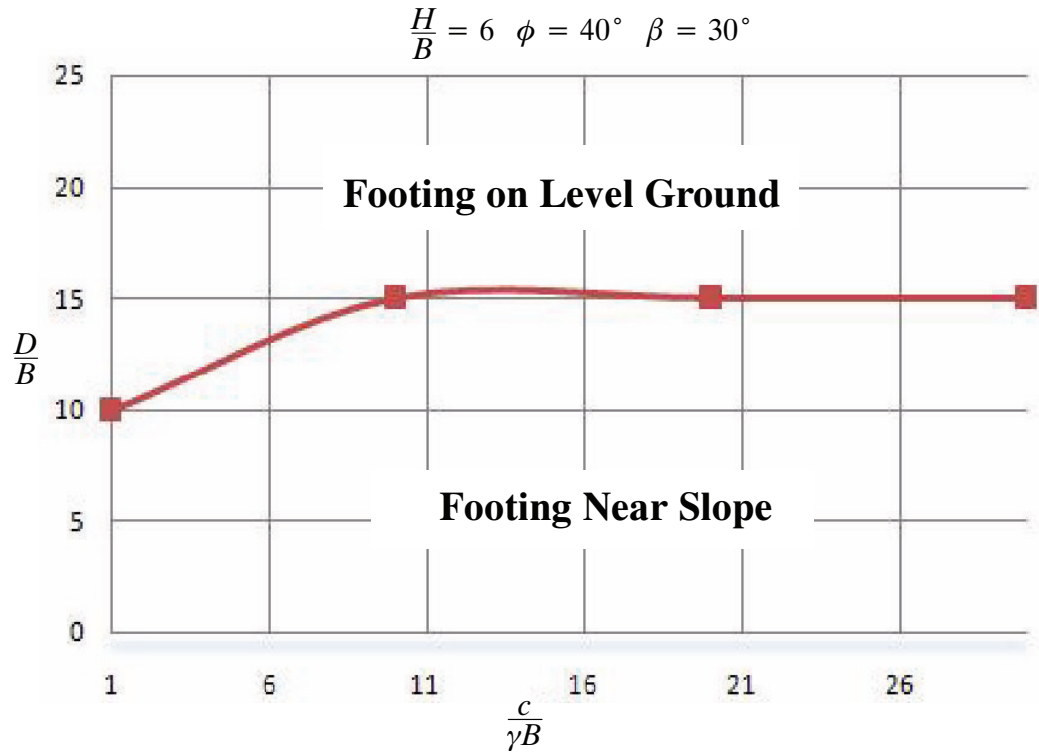 H/B = 6 ϕ = 40° β = 30°
25
20
Footing on Level Ground
15
D/B
10
Footing Near Slope
5
0
1 6 11 16 21 26
c/γB